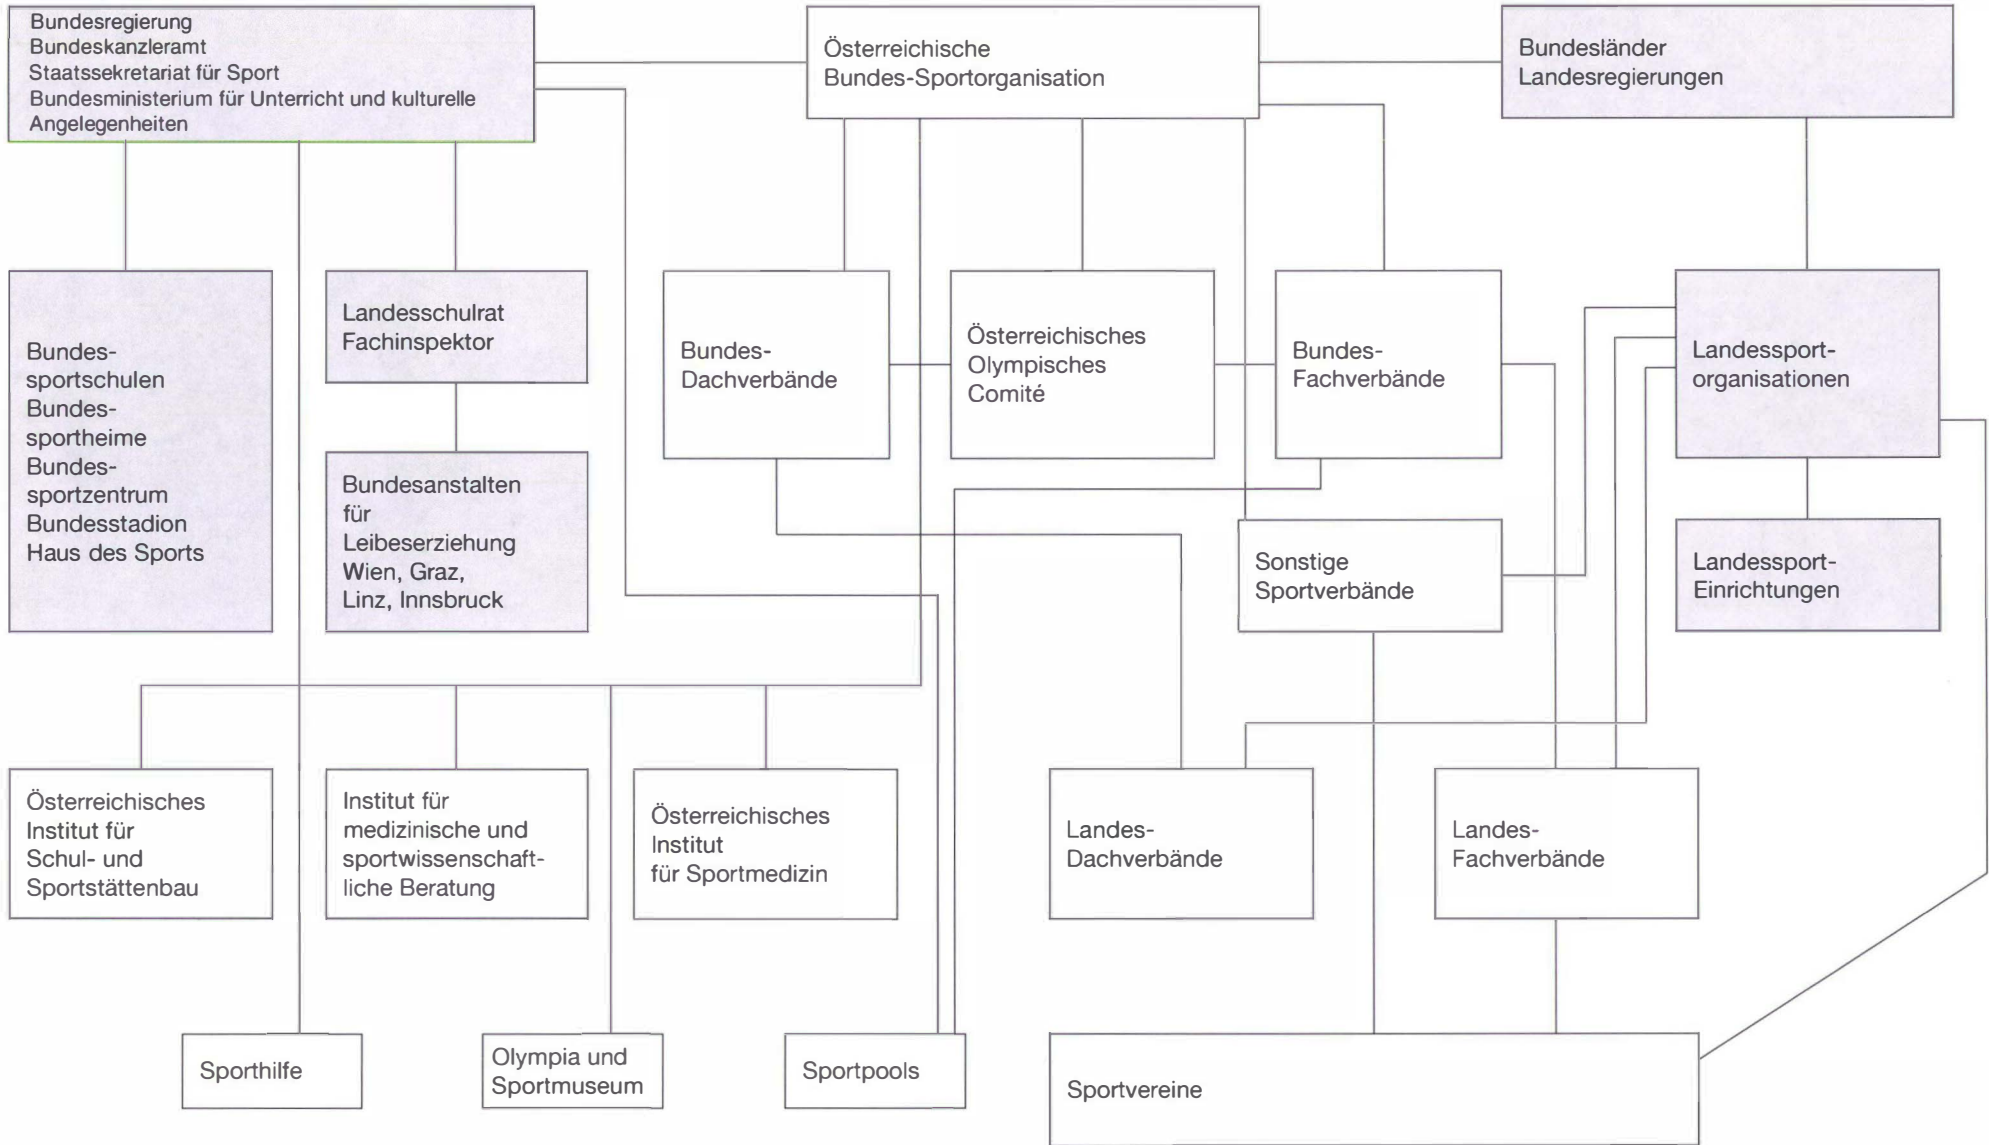 Bundesregierung
Bundeskanzleramt
Staatssekretariat für Sport
Bundesministerium für Unterricht und kulturelle
Angelegenheiten
Österreichische
Bundes-Sportorganisation
Bundesländer
Landesregierungen
Bundes-
sportschulen
Bundes-
sportheime
Bundes-
sportzentrum
Bundesstadion
Haus des Sports
Landesschulrat
Fachinspektor
Bundesanstalten
für
Leibeserziehung
Wien, Graz,
Linz, Innsbruck
Bundes-
Dachverbände
Österreichisches
Olympisches
Comité
Bundes-
Fachverbände
Landessport-
organisationen
Sonstige
Sportverbände
Landessport-
Einrichtungen
Österreichisches
Institut für
Schul- und
Sportstättenbau
Institut für
medizinische und
sportwissenschaft-
liche Beratung
Österreichisches
Institut
für Sportmedizin
Landes-
Dachverbände
Landes-
Fachverbände
Sporthilfe
Olympia und
Sportmuseum
Sportpools
Sportvereine